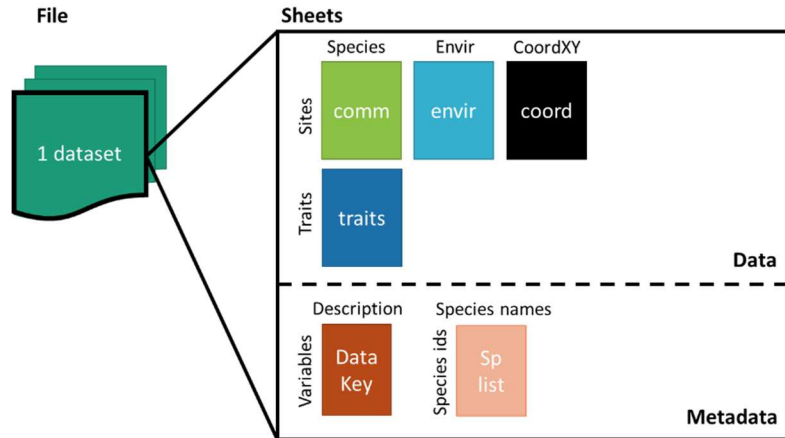 File
Sheets
1 dataset
Species
Envir
CoordXY
Sites
comm
envir
coord
Traits
traits
Data
Description
Species names
Variables
Data
Key
Species ids
Sp
list
Metadata